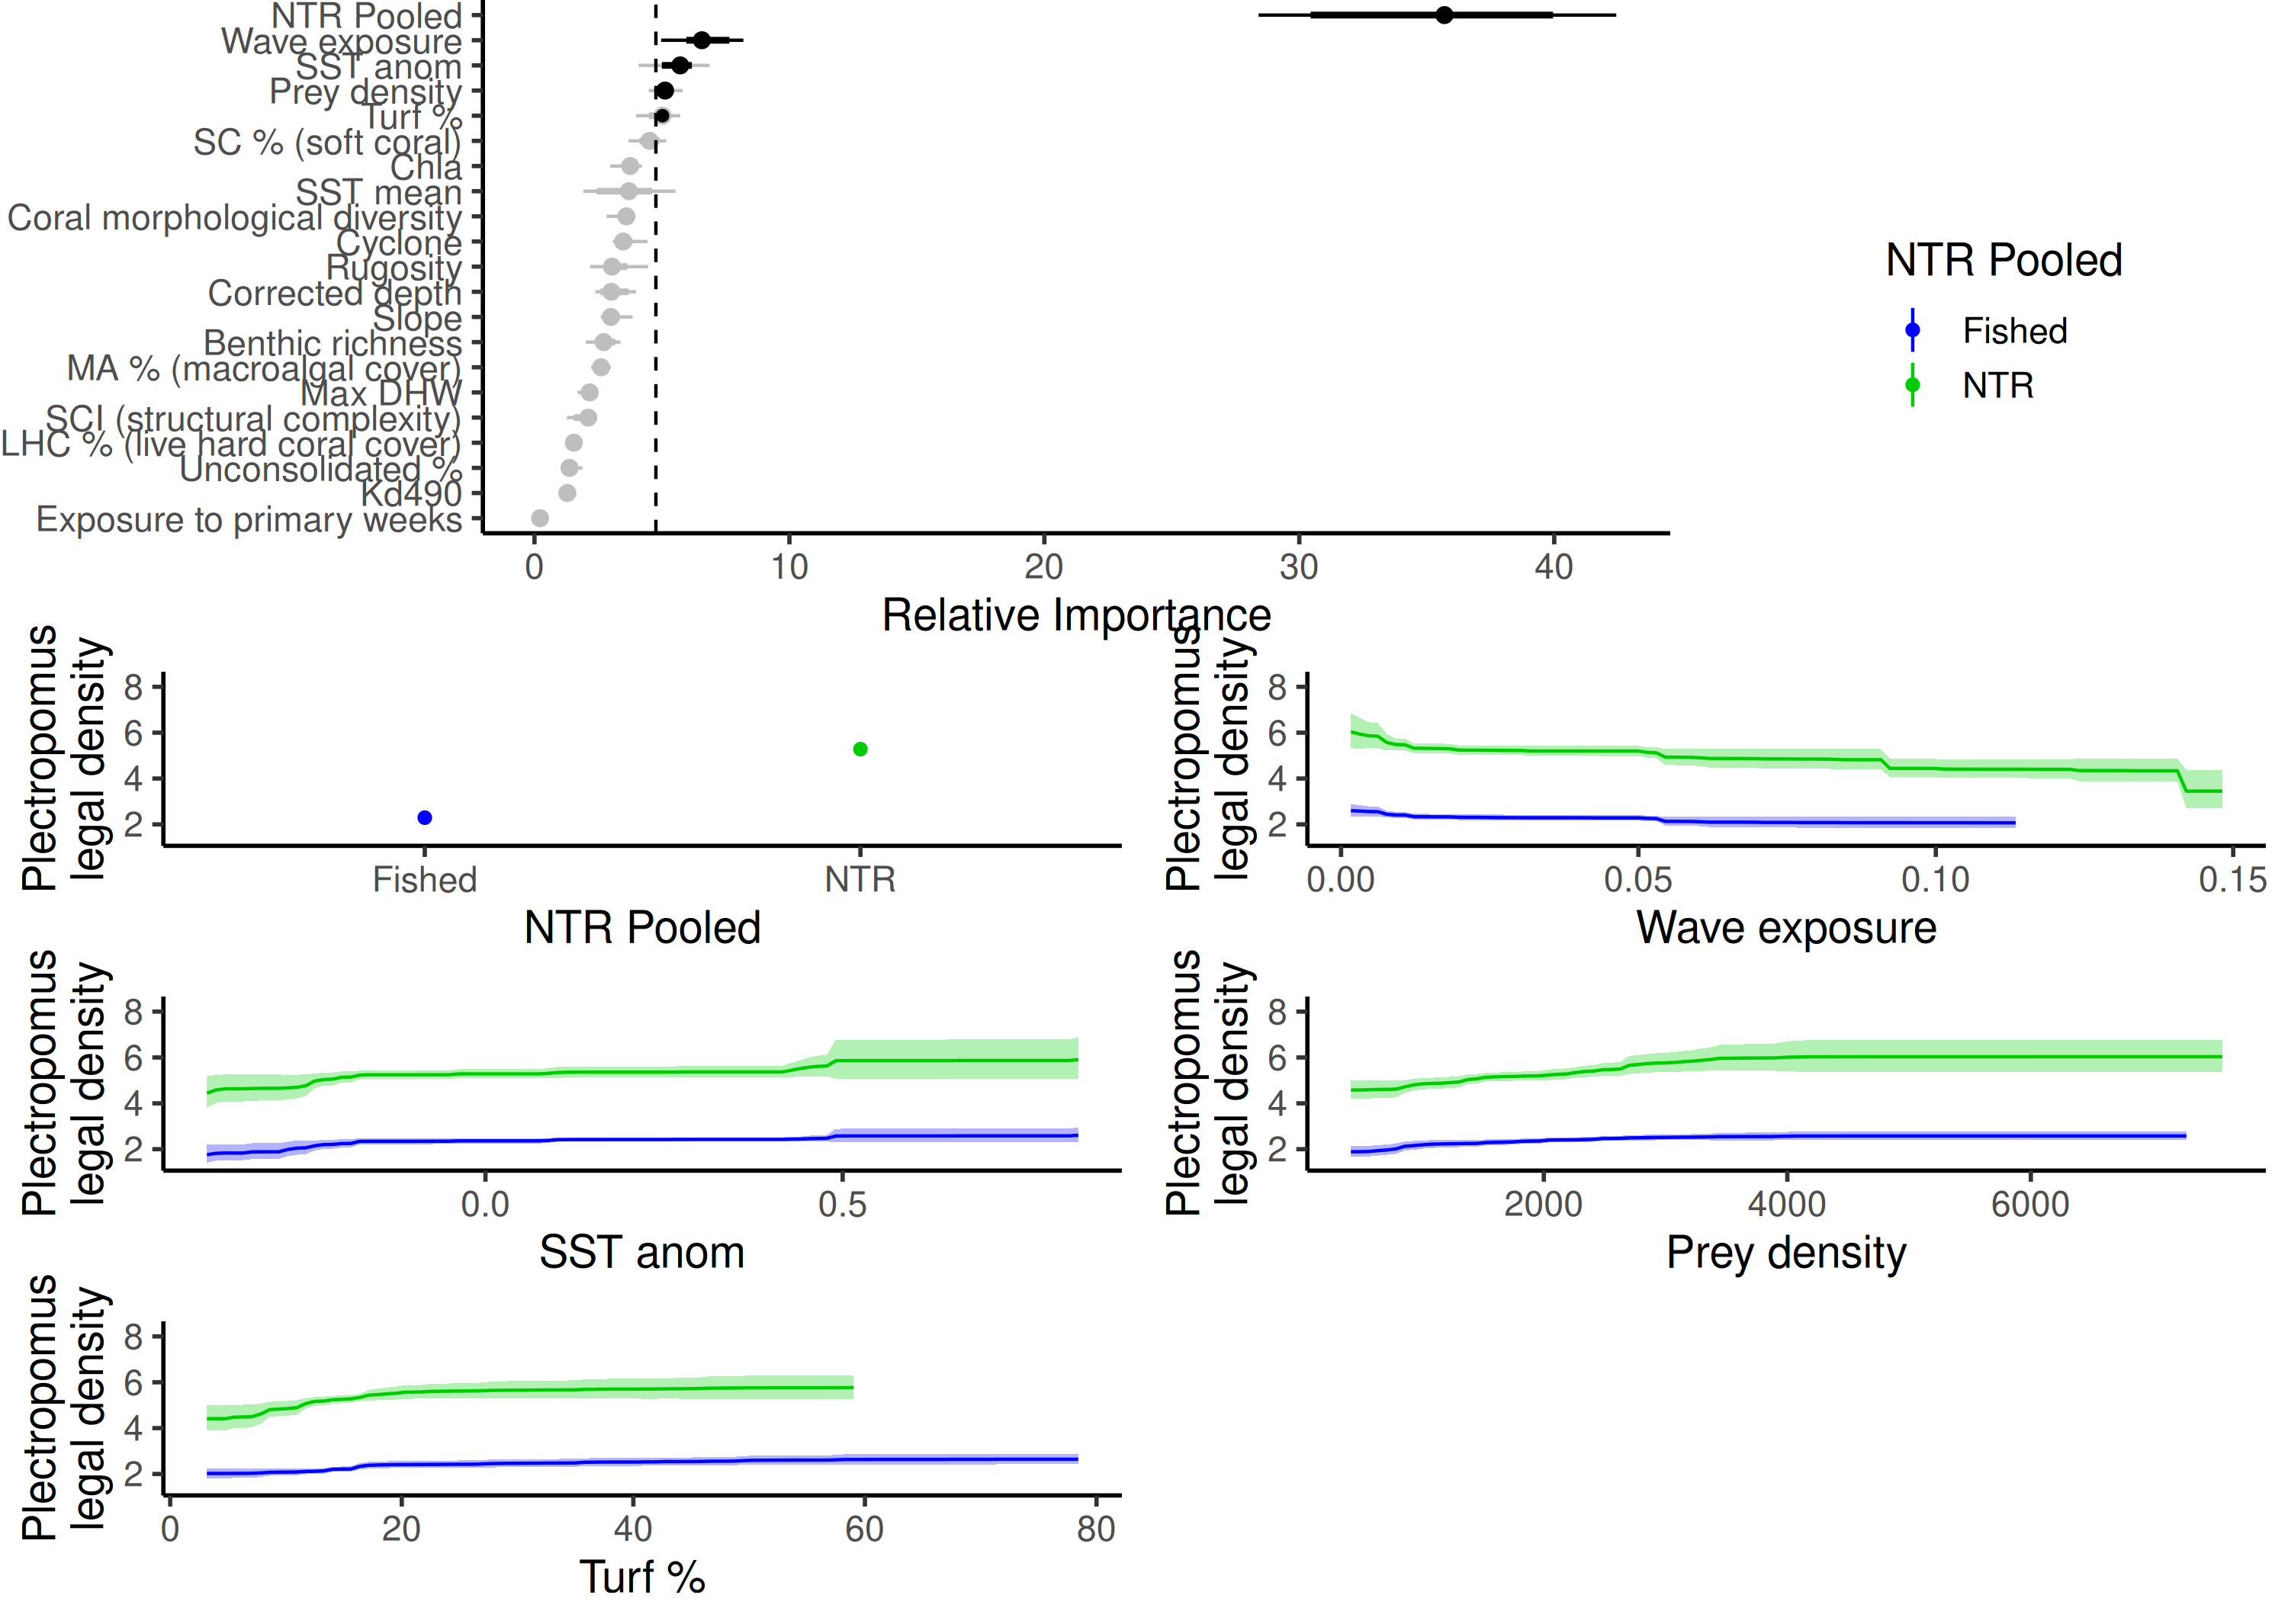 NTR Pooled
Wave exposure
SST anom
Prey density
Turf %
SC % (soft coral)
Chla
SST mean
Coral morphological diversity
Cyclone
Rugosity
Corrected depth
Slope
Benthic richness
MA % (macroalgal cover)
Max DHW
SCI (structural complexity)
LHC % (live hard coral cover)
Unconsolidated %
Kd490
Exposure to primary weeks
0 10 20 30 40
Relative Importance
NTR Pooled
Fished
NTR
Plectropomus
legal density
8
6
4
2
Fished NTR
NTR Pooled
Plectropomus
legal density
8
6
4
2
0.00 0.05 0.10 0.15
Wave exposure
Plectropomus
legal density
8
6
4
2
0.0 0.5
SST anom
Plectropomus
legal density
8
6
4
2
2000 4000 6000
Prey density
Plectropomus
legal density
8
6
4
2
0 20 40 60 80
Turf %